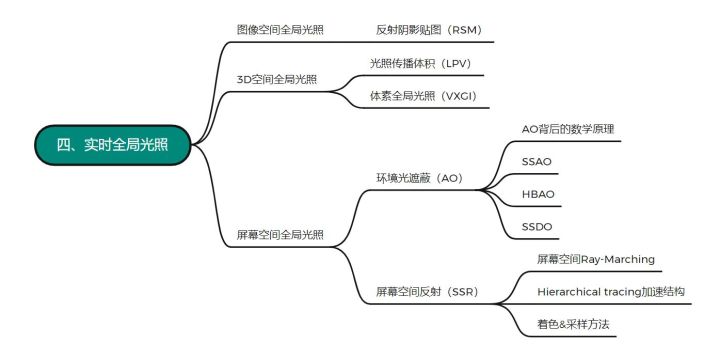 四、实时全局光照
图像空间全局光照
反射阴影贴图（RSM）
3D空间全局光照
光照传播体积（LPV）
体素全局光照（VXGI）
屏幕空间全局光照
环境光遮蔽（AO）
AO背后的数学原理
SSAO
HBAO
SSDO
屏幕空间反射（SSR）
屏幕空间Ray-Marching
Hierarchical tracing加速结构
着色&采样方法